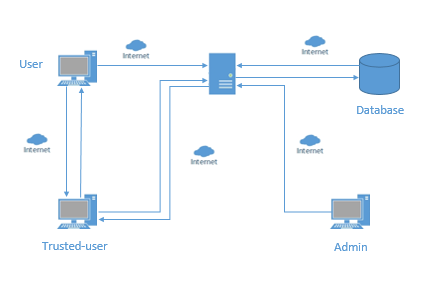 Internet
Internet
User
Database
Internet
Internet
Internet
Trusted-user
Admin